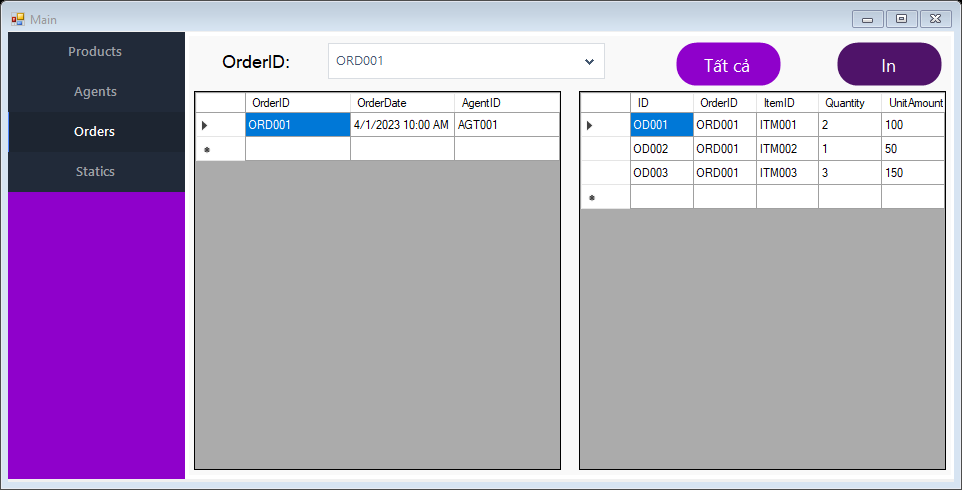 Main
Products
Agents
Orders
Statics
OrderID: ORD001 Tất cả In
OrderID OrderDate AgentID
ORD001 4/1/2023 10:00 AM AGT001
ID OrderID ItemID Quantity UnitAmount
OD001 ORD001 ITM001 2 100
OD002 ORD001 ITM002 1 50
OD003 ORD001 ITM003 3 150